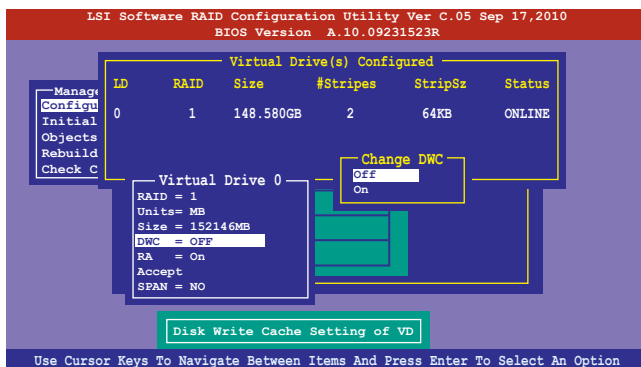 LSI Software RAID Configuration Utility Ver C.05 Sep 17,2010
BIOS Version A.10.09231523R
Virtual Drive(s) Configured
LD RAID Size #Stripes StripSz Status
0 1 148.580GB 2 64KB ONLINE
Manage
Configu
Initial
Objects
Rebuild
Check C
Change DWC
Off
On
Virtual Drive 0
RAID = 1
Units= MB
Size = 152146MB
DWC = OFF
RA = On
Accept
SPAN = NO
Disk Write Cache Setting of VD
Use Cursor Keys To Navigate Between Items And Press Enter To Select An Option